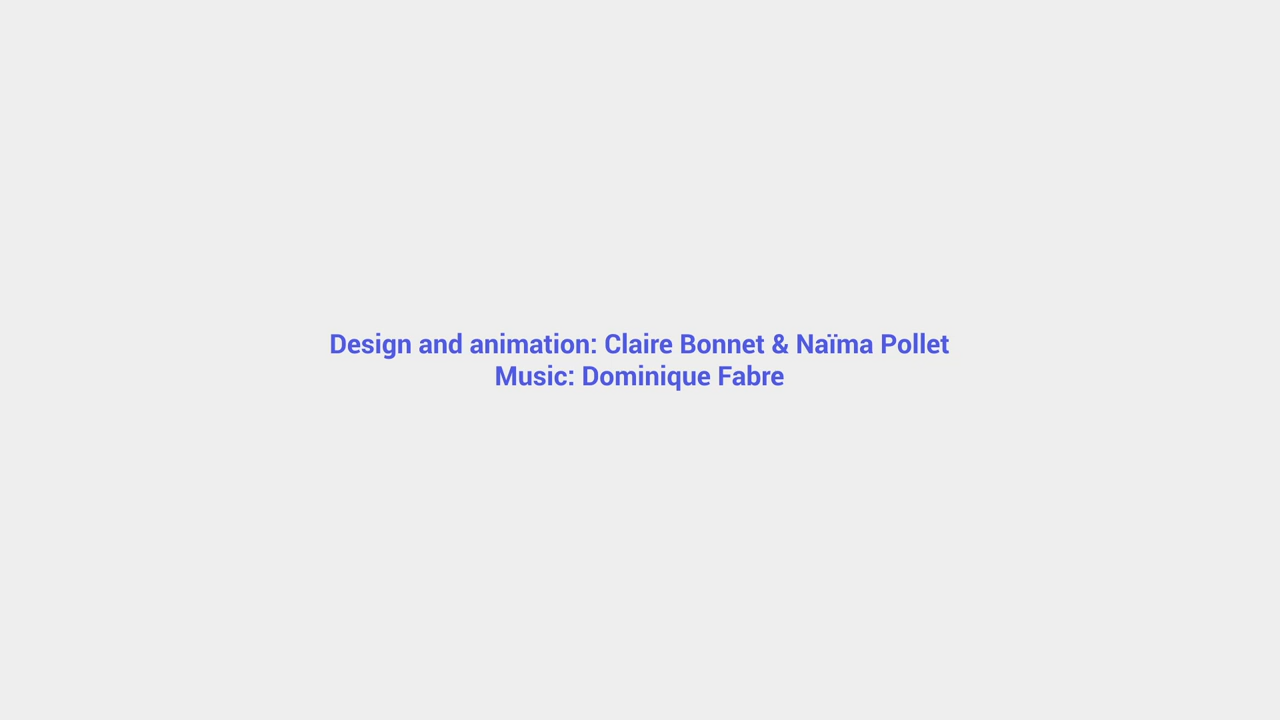 Design and animation: Claire Bonnet & Naïma Pollet
Music: Dominique Fabre